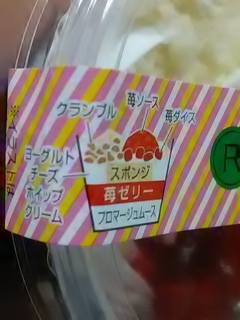 苺ソース
クランブル
苺ダイス
ヨーグルト
チーズ
ホイップ
クリーム
スポンジ
苺ゼリー
フロマージュムース
R